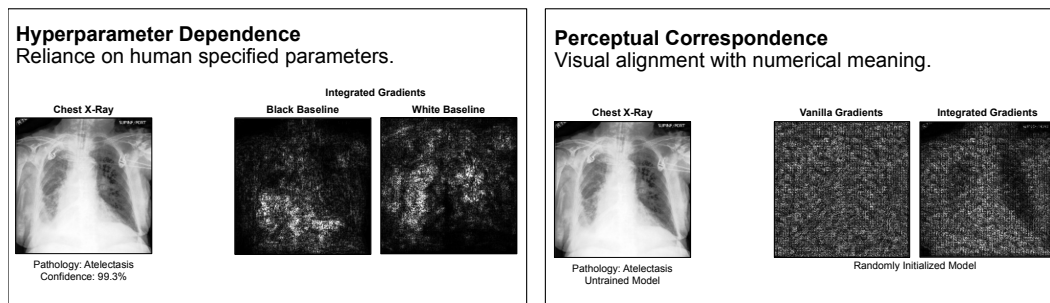 Hyperparameter Dependence
Reliance on human specified parameters.
Integrated Gradients
Chest X-Ray
Black Baseline
White Baseline
Pathology: Atelectasis
Confidence: 99.3%
Perceptual Correspondence
Visual alignment with numerical meaning.
Chest X-Ray
Vanilla Gradients
Integrated Gradients
Pathology: Atelectasis
Untrained Model
Randomly Initialized Model